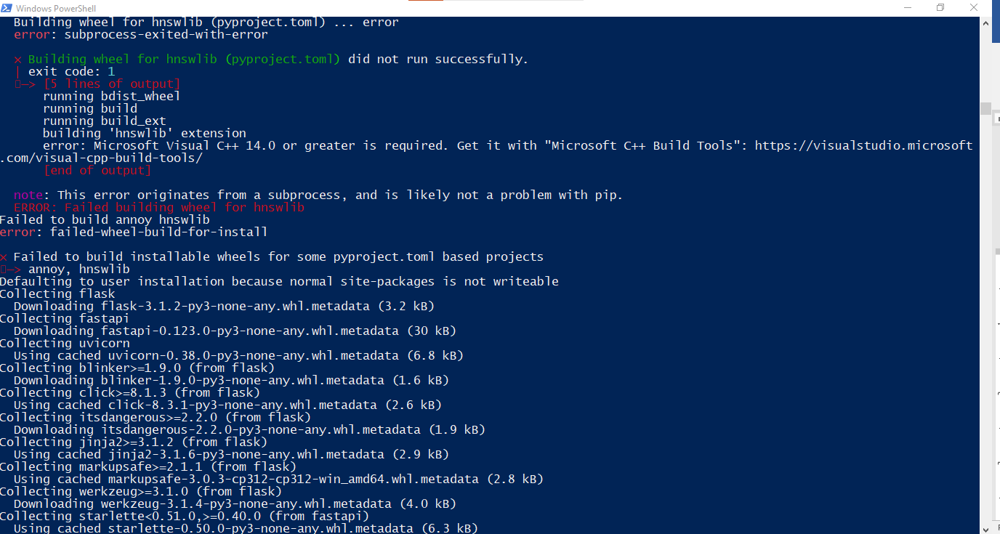 Windows PowerShell
Building wheel for hnswlib (pyproject.toml) ... error
error: subprocess-exited-with-error
× Building wheel for hnswlib (pyproject.toml) did not run successfully.
│ exit code: 1
╰─> [5 lines of output]
running bdist_wheel
running build
running build_ext
building 'hnswlib' extension
error: Microsoft Visual C++ 14.0 or greater is required. Get it with "Microsoft C++ Build Tools": https://visualstudio.microsoft
.com/visual-cpp-build-tools/
[end of output]
note: This error originates from a subprocess, and is likely not a problem with pip.
ERROR: Failed building wheel for hnswlib
Failed to build annoy hnswlib
error: failed-wheel-build-for-install
× Failed to build installable wheels for some pyproject.toml based projects
╰─> annoy, hnswlib
Defaulting to user installation because normal site-packages is not writeable
Collecting flask
Downloading flask-3.1.2-py3-none-any.whl.metadata (3.2 kB)
Collecting fastapi
Downloading fastapi-0.123.0-py3-none-any.whl.metadata (30 kB)
Collecting uvicorn
Using cached uvicorn-0.38.0-py3-none-any.whl.metadata (6.8 kB)
Collecting blinker>=1.9.0 (from flask)
Downloading blinker-1.9.0-py3-none-any.whl.metadata (1.6 kB)
Collecting click>=8.1.3 (from flask)
Using cached click-8.3.1-py3-none-any.whl.metadata (2.6 kB)
Collecting itsdangerous>=2.2.0 (from flask)
Downloading itsdangerous-2.2.0-py3-none-any.whl.metadata (1.9 kB)
Collecting jinja2>=3.1.2 (from flask)
Using cached jinja2-3.1.6-py3-none-any.whl.metadata (2.9 kB)
Collecting markupsafe>=2.1.1 (from flask)
Using cached markupsafe-3.0.3-cp312-cp312-win_amd64.whl.metadata (2.8 kB)
Collecting werkzeug>=3.1.0 (from flask)
Downloading werkzeug-3.1.4-py3-none-any.whl.metadata (4.0 kB)
Collecting starlette<0.51.0,>=0.40.0 (from fastapi)
Using cached starlette-0.50.0-py3-none-any.whl.metadata (6.3 kB)